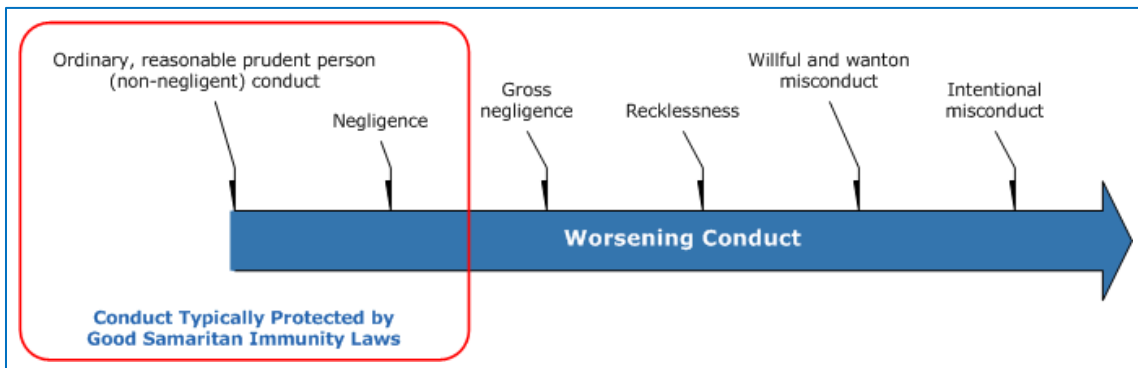 Ordinary, reasonable prudent person
(non-negligent) conduct
Negligence
Gross
negligence
Recklessness
Willful and wanton
misconduct
Intentional
misconduct
Worsening Conduct
Conduct Typically Protected by
Good Samaritan Immunity Laws